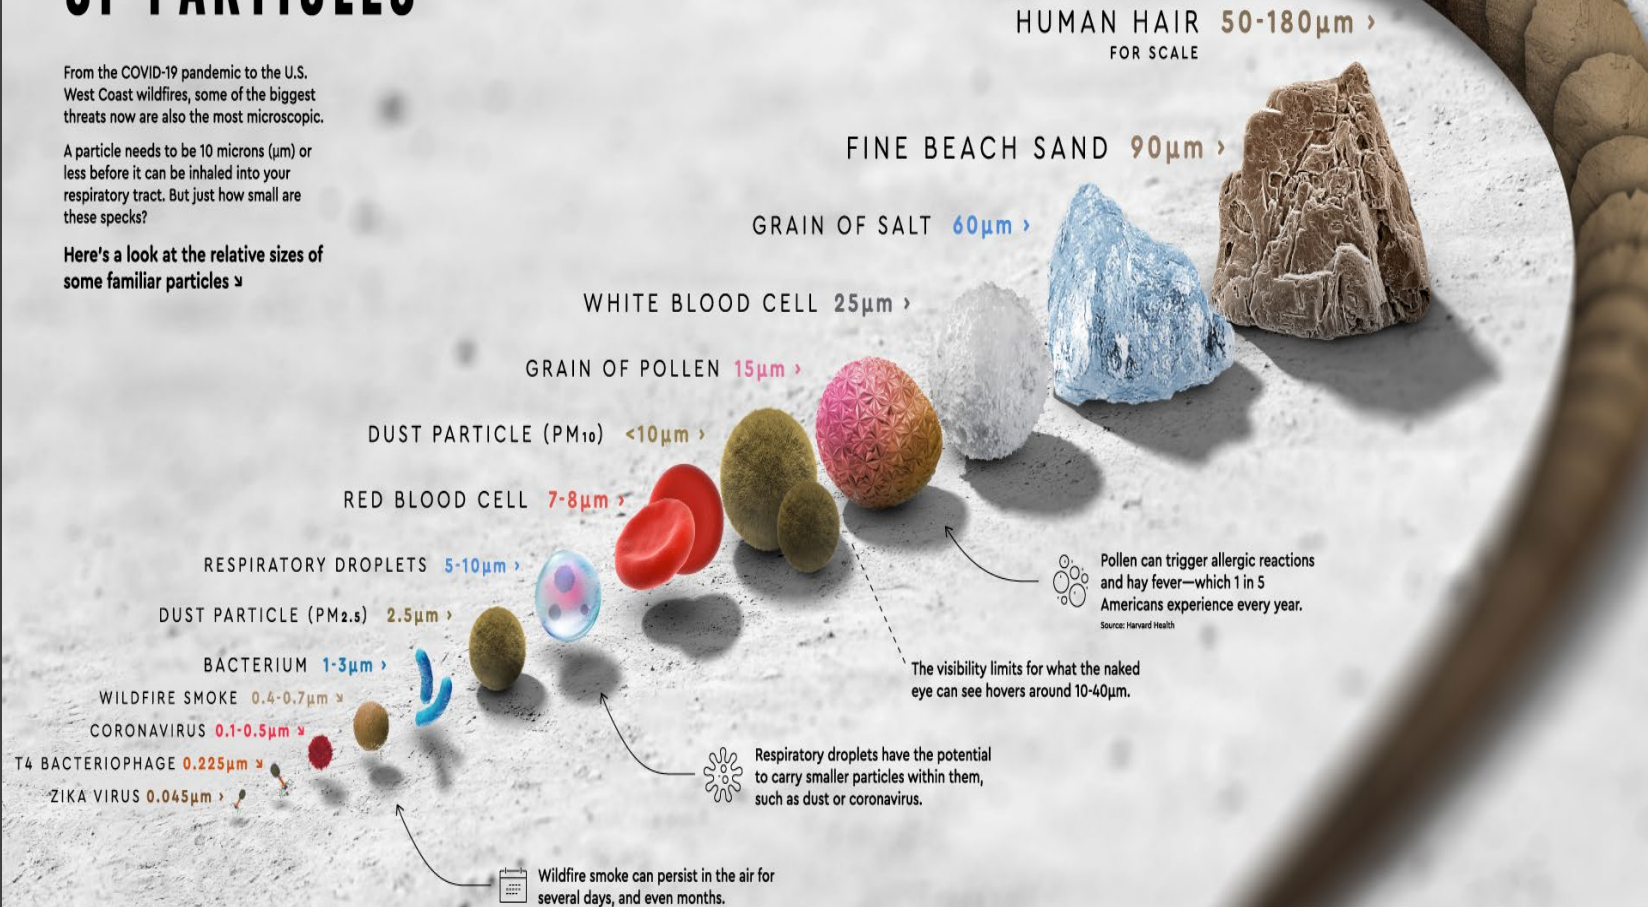 OF PARTICLES
From the COVID-19 pandemic to the U.S.
West Coast wildfires, some of the biggest
threats now are also the most microscopic.
A particle needs to be 10 microns (µm) or
less before it can be inhaled into your
respiratory tract. But just how small are
these specks?
Here's a look at the relative sizes of
some familiar particles ↘
HUMAN HAIR 50-180µm ›
FOR SCALE
FINE BEACH SAND 90µm ›
GRAIN OF SALT 60µm ›
WHITE BLOOD CELL 25µm ›
GRAIN OF POLLEN 15µm ›
DUST PARTICLE (PM10) <10µm ›
RED BLOOD CELL 7-8µm ›
RESPIRATORY DROPLETS 5-10µm ›
DUST PARTICLE (PM2.5) 2.5µm ›
BACTERIUM 1-3µm ›
WILDFIRE SMOKE 0.4-0.7µm ↘
CORONAVIRUS 0.1-0.5µm ↘
T4 BACTERIOPHAGE 0.225µm ↘
ZIKA VIRUS 0.045µm ›
Pollen can trigger allergic reactions
and hay fever—which 1 in 5
Americans experience every year.
Source: Harvard Health
The visibility limits for what the naked
eye can see hovers around 10-40µm.
Respiratory droplets have the potential
to carry smaller particles within them,
such as dust or coronavirus.
Wildfire smoke can persist in the air for
several days, and even months.